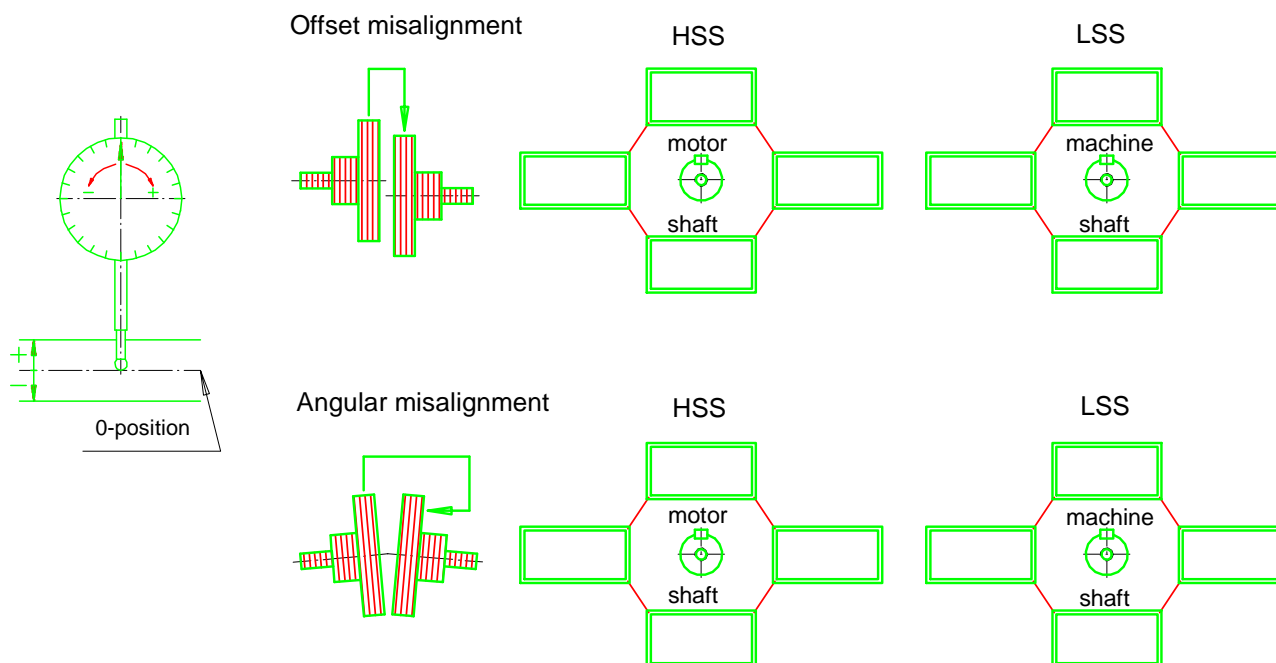 Offset misalignment
HSS
LSS
motor
shaft
machine
shaft
- +
+
-
0-position
Angular misalignment
HSS
LSS
motor
shaft
machine
shaft